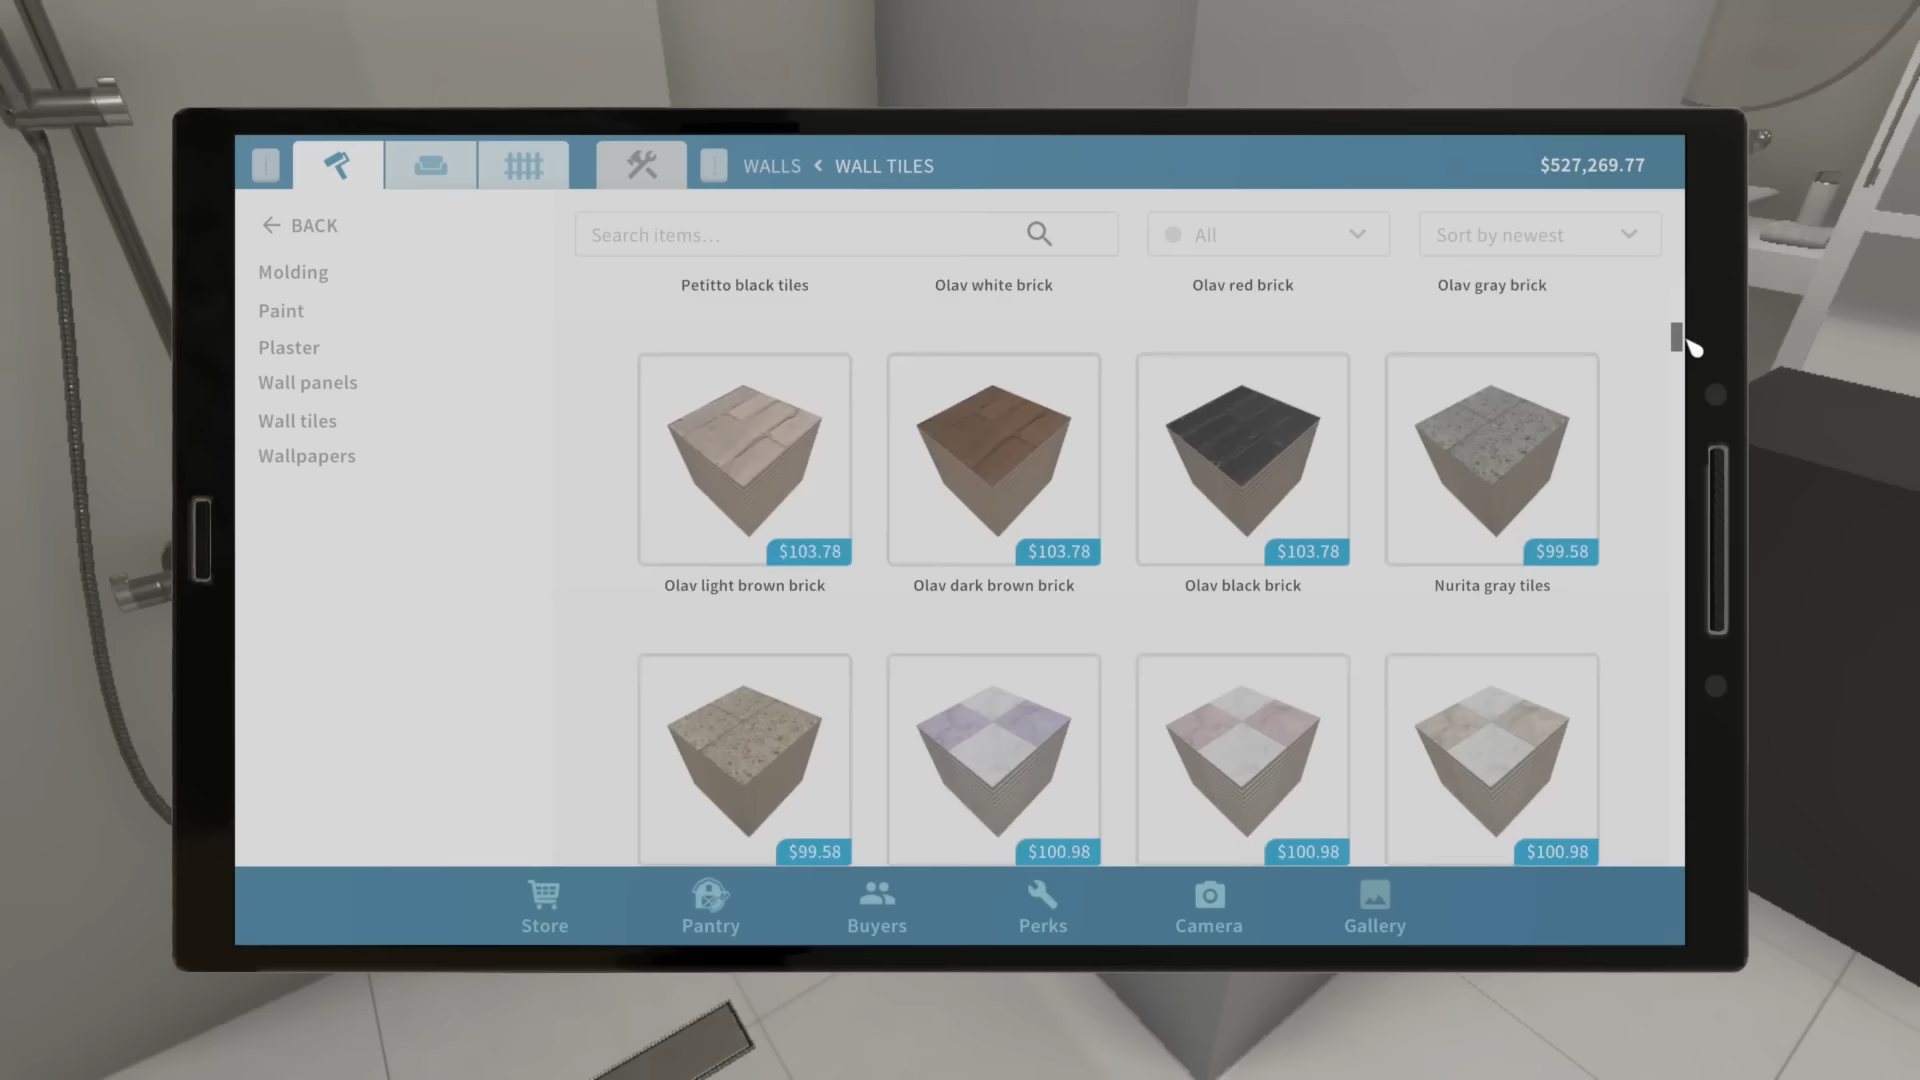 WALLS < WALL TILES
$527,269.77
BACK
Search items...
All
Sort by newest
Molding
Paint
Plaster
Wall panels
Wall tiles
Wallpapers
Petitto black tiles
Olav white brick
Olav red brick
Olav gray brick
$103.78
$103.78
$103.78
$99.58
Olav light brown brick
Olav dark brown brick
Olav black brick
Nurita gray tiles
$99.58
$100.98
$100.98
$100.98
Store
Pantry
Buyers
Perks
Camera
Gallery